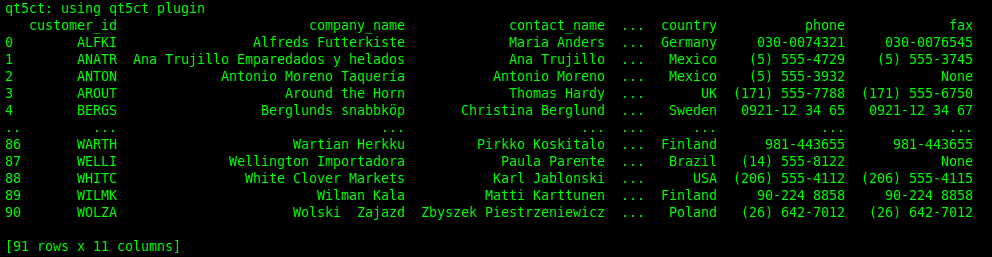 qt5ct: using qt5ct plugin
customer_id company_name contact_name ... country phone fax
0 ALFKI Alfreds Futterkiste Maria Anders ... Germany 030-0074321 030-0076545
1 ANATR Ana Trujillo Emparedados y helados Ana Trujillo ... Mexico (5) 555-4729 (5) 555-3745
2 ANTON Antonio Moreno Taquería Antonio Moreno ... Mexico (5) 555-3932 None
3 AROUT Around the Horn Thomas Hardy ... UK (171) 555-7788 (171) 555-6750
4 BERGS Berglunds snabbköp Christina Berglund ... Sweden 0921-12 34 65 0921-12 34 67
.. ... ... ... ... ... ... ...
86 WARTH Wartian Herkku Pirkko Koskitalo ... Finland 981-443655 981-443655
87 WELLI Wellington Importadora Paula Parente ... Brazil (14) 555-8122 None
88 WHITC White Clover Markets Karl Jablonski ... USA (206) 555-4112 (206) 555-4115
89 WILMK Wilman Kala Matti Karttunen ... Finland 90-224 8858 90-224 8858
90 WOLZA Wolski  Zajazd Zbyszek Piestrzeniewicz ... Poland (26) 642-7012 (26) 642-7012
[91 rows x 11 columns]